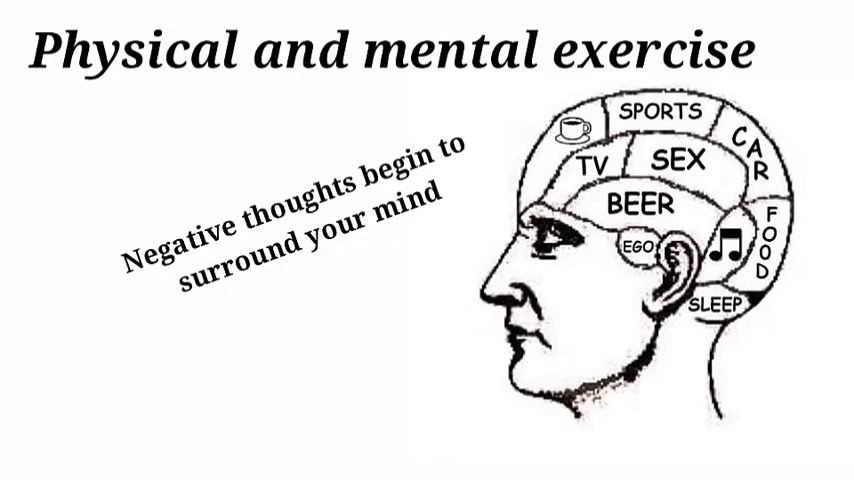 Physical and mental exercise
Negative thoughts begin to
surround your mind
SPORTS
CAR
TV
SEX
BEER
FOOD
EGO
SLEEP